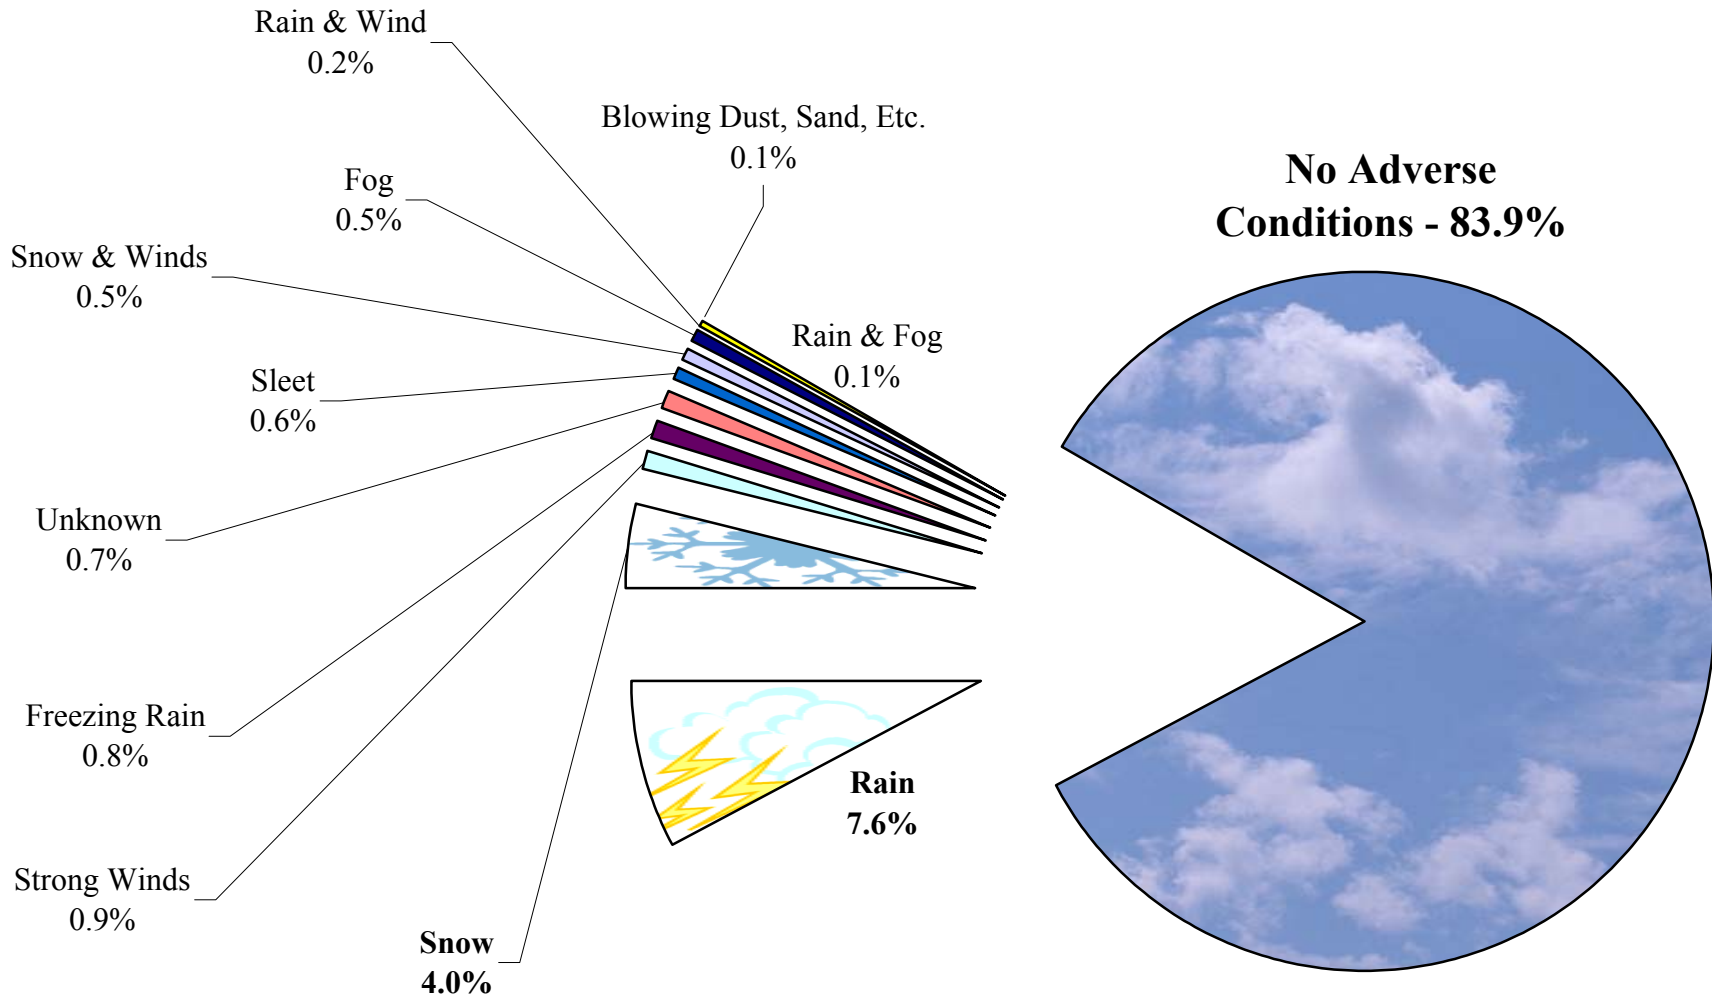 Rain & Wind
0.2%
Blowing Dust, Sand, Etc.
0.1%
No Adverse
Conditions - 83.9%
Fog
0.5%
Snow & Winds
0.5%
Rain & Fog
0.1%
Sleet
0.6%
Unknown
0.7%
Freezing Rain
0.8%
Rain
7.6%
Strong Winds
0.9%
Snow
4.0%